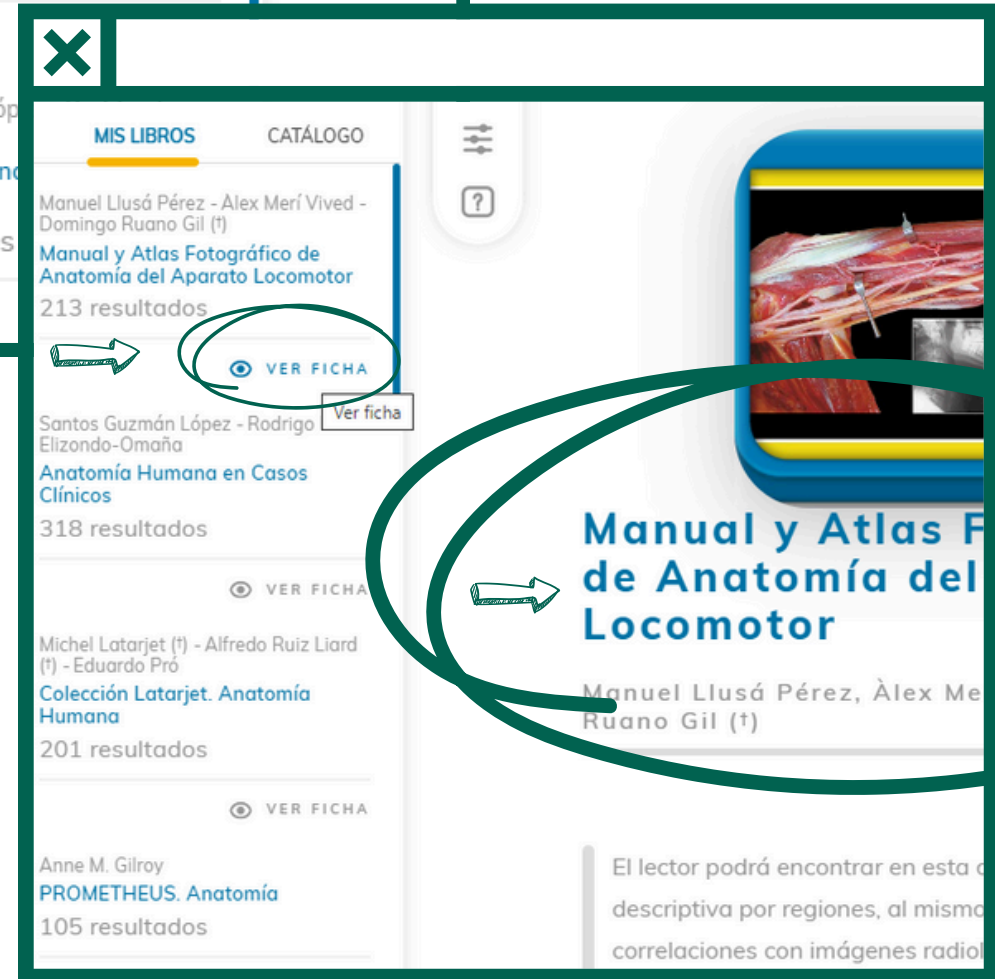 MIS LIBROS
CATÁLOGO
Manuel Llusá Pérez - Àlex Merí Vived -
Domingo Ruano Gil (†)
Manual y Atlas Fotográfico de
Anatomía del Aparato Locomotor
213 resultados
VER FICHA
Ver ficha
Santos Guzmán López - Rodrigo
Elizondo-Omaña
Anatomía Humana en Casos
Clínicos
318 resultados
VER FICHA
Michel Latarjet (†) - Alfredo Ruiz Liard
(†) - Eduardo Pró
Colección Latarjet. Anatomía
Humana
201 resultados
VER FICHA
Anne M. Gilroy
PROMETHEUS. Anatomía
105 resultados
?
Manual y Atlas F
de Anatomía del
Locomotor
Manuel Llusá Pérez, Àlex Me
Ruano Gil (†)
El lector podrá encontrar en esta
descriptiva por regiones, al mismo
correlaciones con imágenes radiol